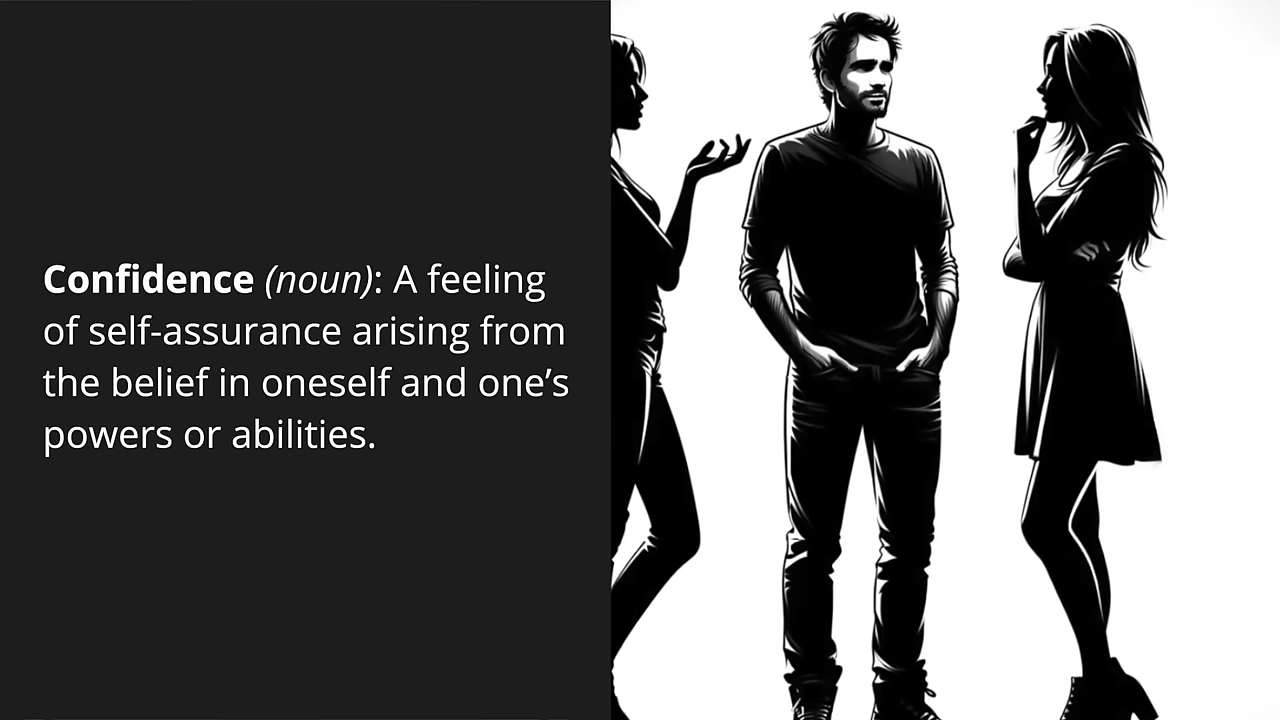 Confidence (noun): A feeling
of self-assurance arising from
the belief in oneself and one’s
powers or abilities.